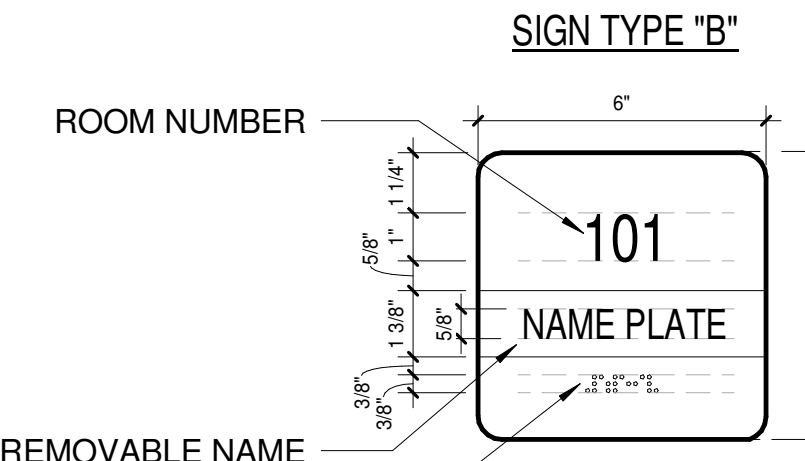 SIGN TYPE "B"
6"
ROOM NUMBER
1 1/4"
1"
5/8"
101
1 3/8"
5/8"
NAME PLATE
3/8"
3/8"
REMOVABLE NAME